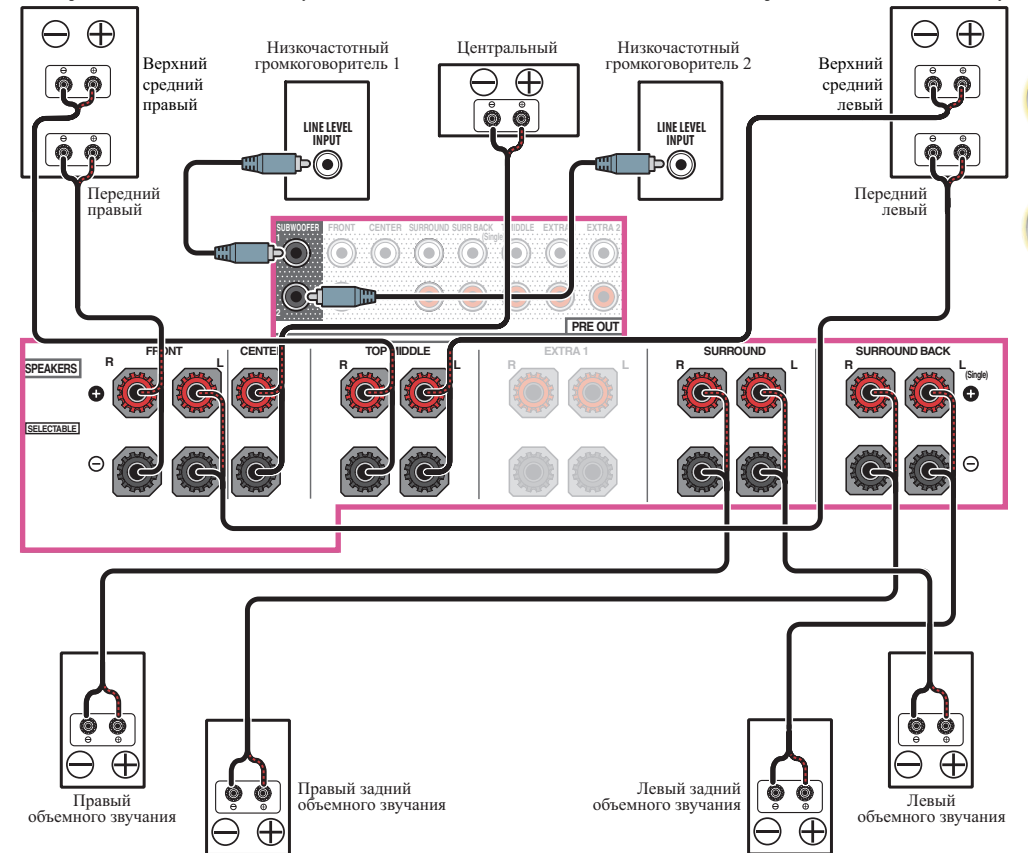 Верхний
средний
правый
Низкочастотный
громкоговоритель 1
Центральный
Низкочастотный
громкоговоритель 2
Верхний
средний
левый
LINE LEVEL
INPUT
LINE LEVEL
INPUT
Передний
правый
Передний
левый
SUBWOOFER FRONT CENTER SURROUND SURR BACK MIDDLE EXTRA EXTRA 2
1
(Single
2
PRE OUT
SPEAKERS
FRONT CENTER TOP MIDDLE EXTRA 1 SURROUND SURROUND BACK
R L R L R L R L R L
(Single)
SELECTABLE
Правый
объемного звучания
Правый задний
объемного звучания
Левый задний
объемного звучания
Левый
объемного звучания